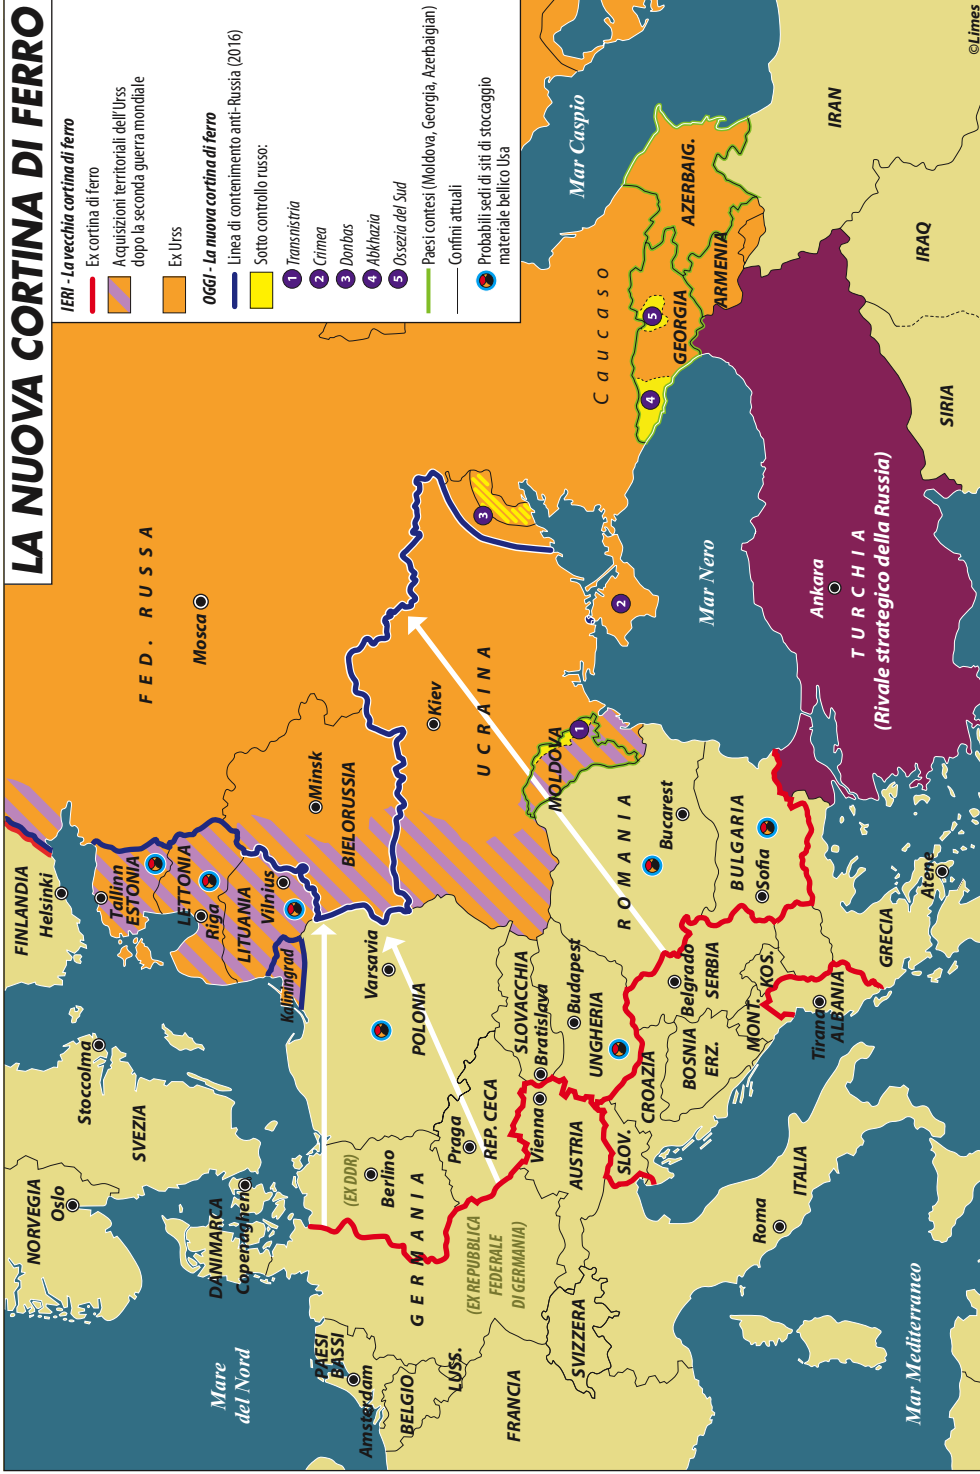 LA NUOVA CORTINA DI FERRO
IERI - La vecchia cortina di ferro
Ex cortina di ferro
Acquisizioni territoriali dell'Urss
dopo la seconda guerra mondiale
Ex Urss
OGGI - La nuova cortina di ferro
Linea di contenimento anti-Russia (2016)
Sotto controllo russo:
1 Transnistria
2 Crimea
3 Donbas
4 Abkhazia
5 Ossezia del Sud
Paesi contesi (Moldova, Georgia, Azerbaigian)
Confini attuali
Probabili sedi di siti di stoccaggio
materiale bellico Usa
NORVEGIA
Oslo
SVEZIA
Stoccolma
FINLANDIA
Helsinki
FED. RUSSA
Mosca
DANIMARCA
Copenaghen
Mare
del Nord
Tallinn
ESTONIA
LETTONIA
Riga
LITUANIA
Vilnius
Kaliningrad
Minsk
BIELORUSSIA
PAESI
BASSI
Amsterdam
BELGIO
LUSS.
GERMANIA
(EX DDR)
Berlino
(EX REPUBBLICA
FEDERALE
DI GERMANIA)
Varsavia
POLONIA
Kiev
UCRAINA
3
Praga
REP. CECA
SLOVACCHIA
Bratislava
Vienna
AUSTRIA
Budapest
UNGHERIA
MOLDOVA
1
2
FRANCIA
SVIZZERA
SLOV.
CROAZIA
BOSNIA
ERZ.
Belgrado
SERBIA
MONT.
KOS.
ROMANIA
Bucarest
BULGARIA
Sofia
Mar Nero
Caucaso
4
5
GEORGIA
ARMENIA
AZERBAIG.
Mar Caspio
ITALIA
Roma
Tirana
ALBANIA
GRECIA
Atene
Ankara
TURCHIA
(Rivale strategico della Russia)
Mar Mediterraneo
SIRIA
IRAQ
IRAN
©Limes